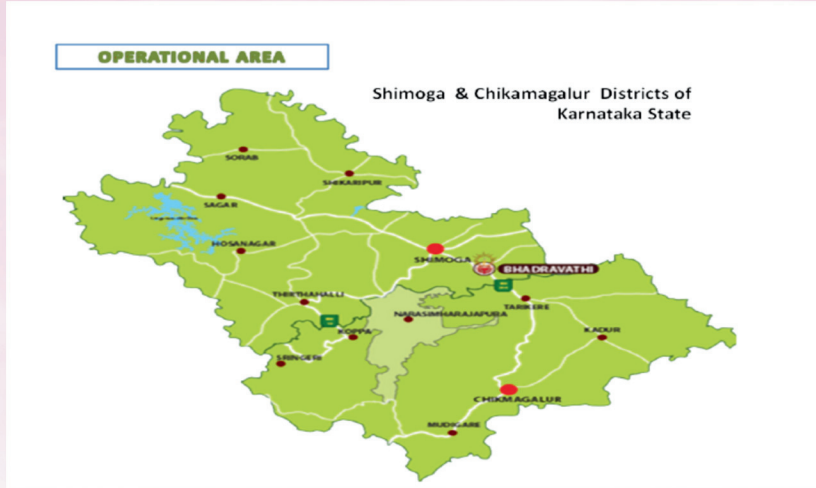 OPERATIONAL AREA
Shimoga & Chikamagalur Districts of
Karnataka State
SORAB
SHIKARIPUR
SAGAR
HOSANAGAR
SHIMOGA
BHADRAVATHI
THIRTHAHALLI
TARIKERE
NARASIMHARAJAPURA
KOPPA
KADUR
SRINGERI
CHIKMAGALUR
MUDIGARE